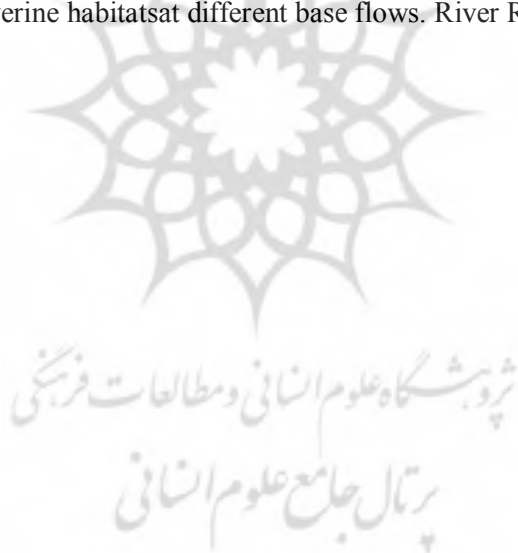 erine habitatsat different base flows. River R
پژوهشگاه علوم انسانی و مطالعات فرهنگی
پرتال جامع علوم انسانی